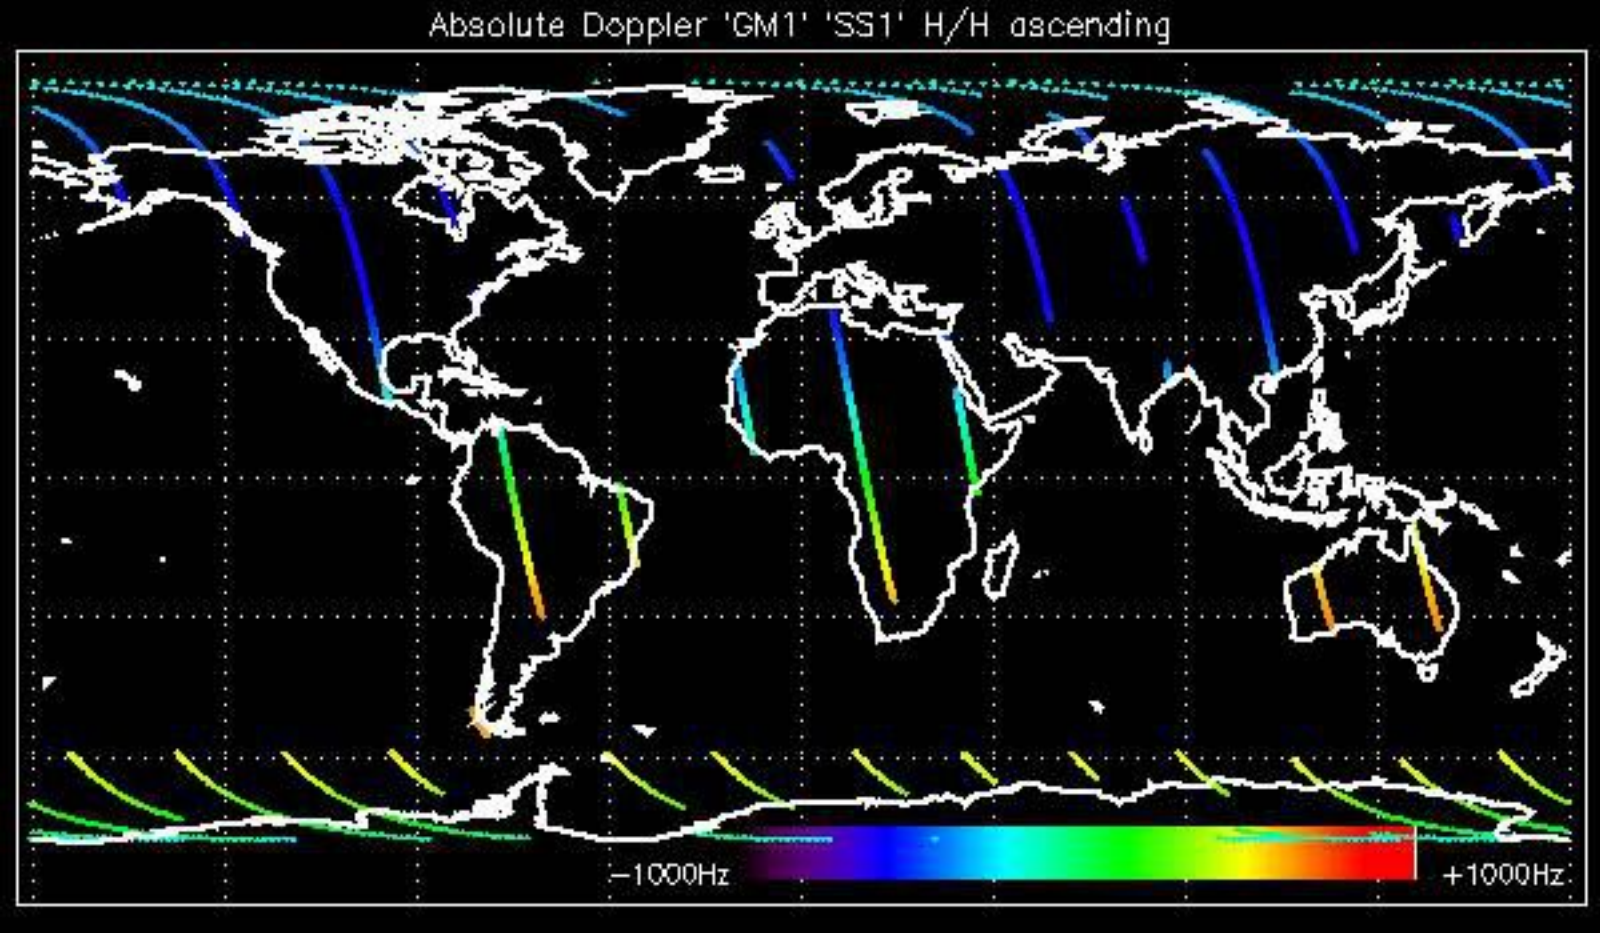 Absolute Doppler 'GM1' 'SS1' H/H ascending
−1000Hz
+1000Hz